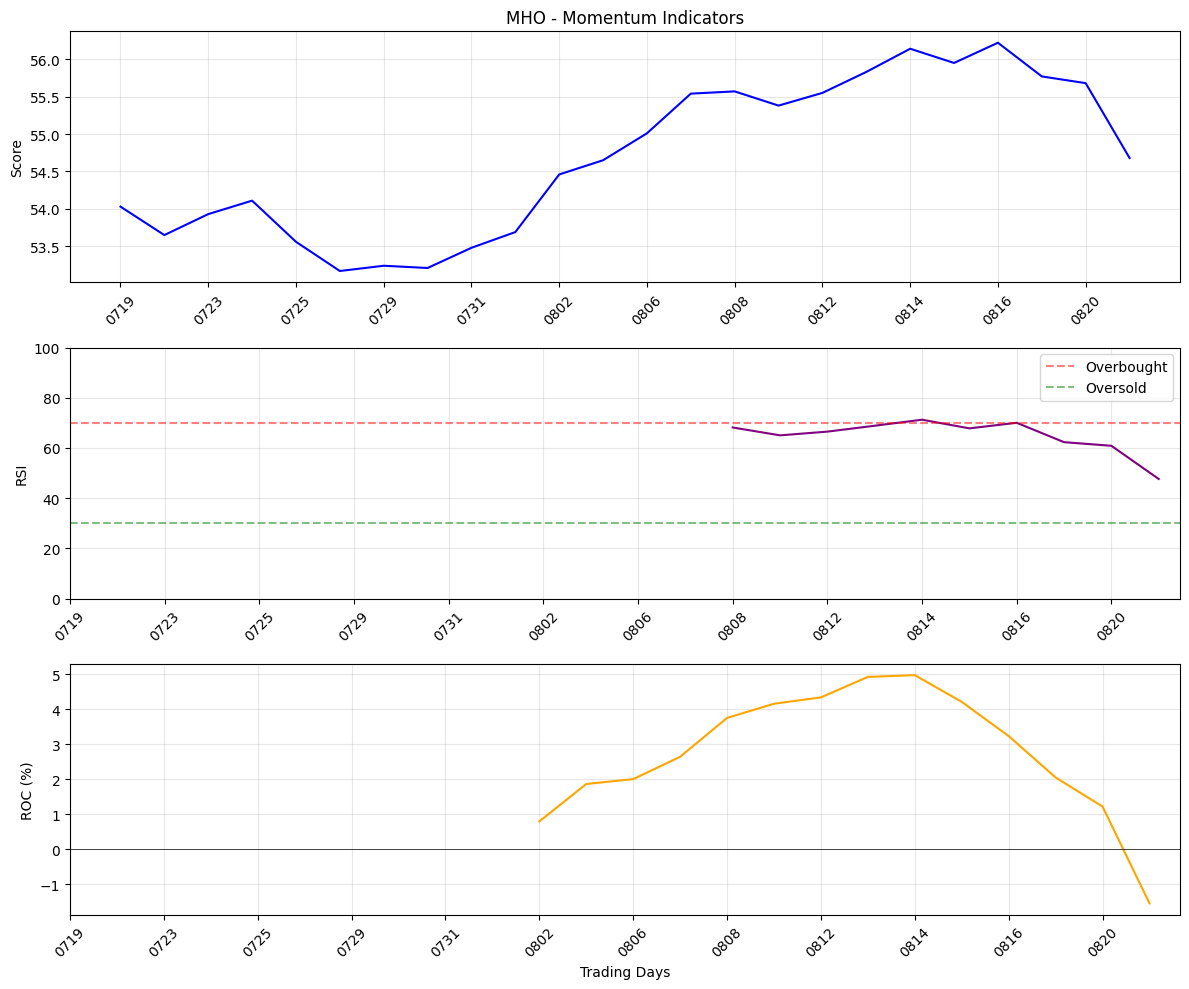 MHO - Momentum Indicators
Score
56.0
55.5
55.0
54.5
54.0
53.5
0719 0723 0725 0729 0731 0802 0806 0808 0812 0814 0816 0820
RSI
100
80
60
40
20
0
Overbought
Oversold
0719 0723 0725 0729 0731 0802 0806 0808 0812 0814 0816 0820
ROC (%)
5
4
3
2
1
0
−1
0719 0723 0725 0729 0731 0802 0806 0808 0812 0814 0816 0820
Trading Days